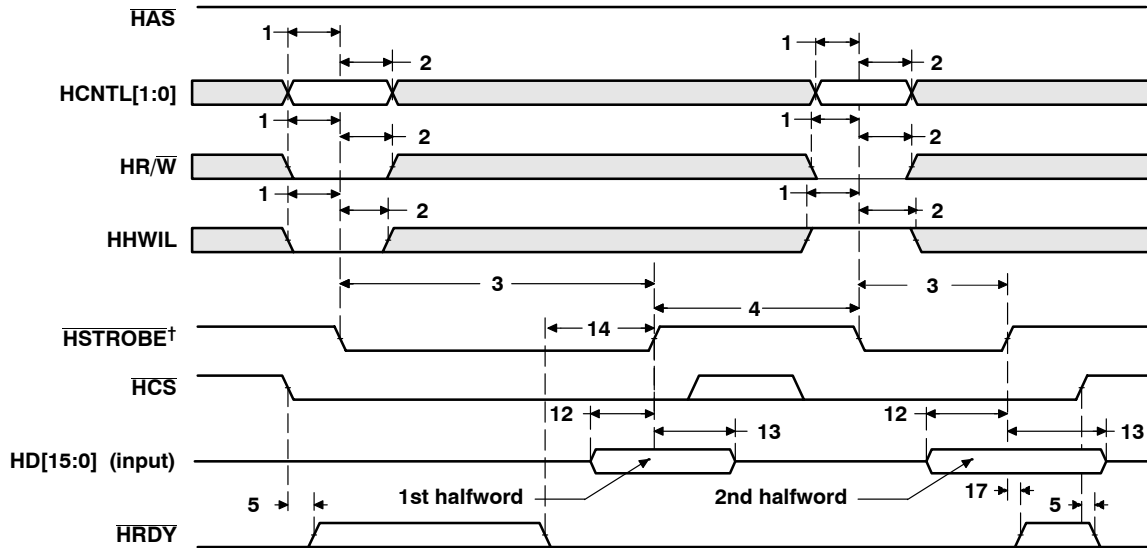 HAS
1
1
2
2
HCNTL[1:0]
1
1
2
2
HR/W
1
1
2
2
HHWIL
3
3
4
14
HSTROBE†
HCS
12
12
13
13
HD[15:0] (input)
1st halfword
2nd halfword
5
17
5
HRDY